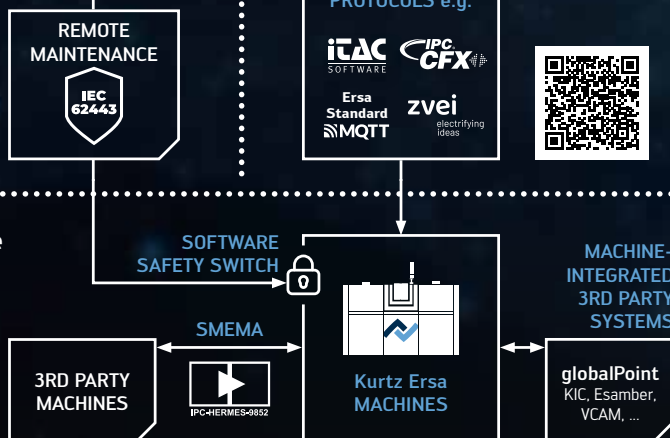 PROTOCOLS e.g.
REMOTE
MAINTENANCE
IEC
62443
iTAC
SOFTWARE
IPC
CFX
Ersa
Standard
MQTT
zvei
electrifying
ideas
SOFTWARE
SAFETY SWITCH
MACHINE-
INTEGRATED
3RD PARTY
SYSTEMS
SMEMA
3RD PARTY
MACHINES
IPC-HERMES-9852
Kurtz Ersa
MACHINES
globalPoint
KIC, Esamber,
VCAM, ...